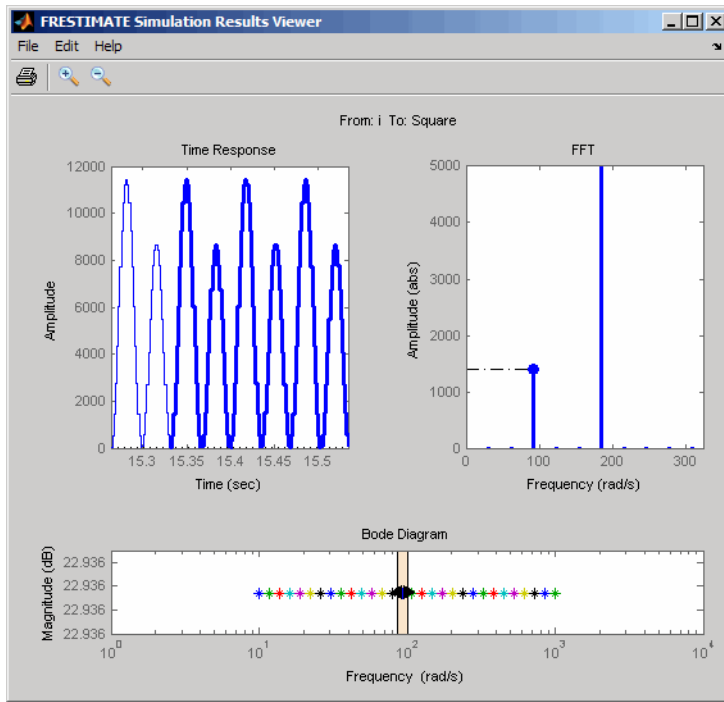 FRESTIMATE Simulation Results Viewer
File Edit Help
From: i To: Square
Time Response
12000
10000
8000
6000
4000
2000
0
Amplitude
15.3 15.35 15.4 15.45 15.5
Time (sec)
FFT
5000
4000
3000
2000
1000
0
Amplitude (abs)
0 100 200 300
Frequency (rad/s)
Bode Diagram
22.936
22.936
22.936
22.936
Magnitude (dB)
10^0 10^1 10^2 10^3 10^4
Frequency (rad/s)